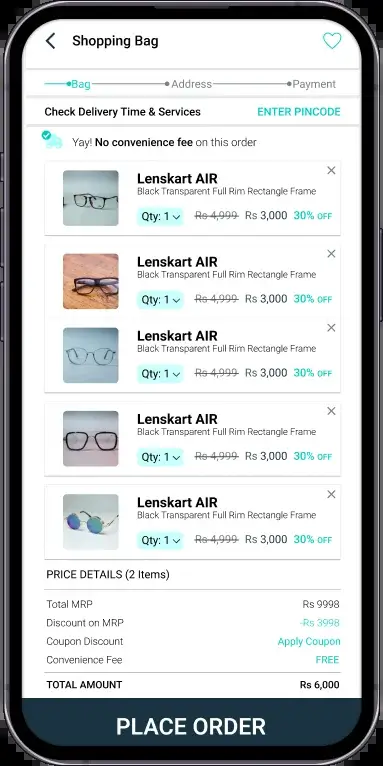 Shopping Bag
Bag Address Payment
Check Delivery Time & Services ENTER PINCODE
Yay! No convenience fee on this order
Lenskart AIR
Black Transparent Full Rim Rectangle Frame
Qty: 1 Rs 4,999 Rs 3,000 30% OFF
Lenskart AIR
Black Transparent Full Rim Rectangle Frame
Qty: 1 Rs 4,999 Rs 3,000 30% OFF
Lenskart AIR
Black Transparent Full Rim Rectangle Frame
Qty: 1 Rs 4,999 Rs 3,000 30% OFF
Lenskart AIR
Black Transparent Full Rim Rectangle Frame
Qty: 1 Rs 4,999 Rs 3,000 30% OFF
Lenskart AIR
Black Transparent Full Rim Rectangle Frame
Qty: 1 Rs 4,999 Rs 3,000 30% OFF
PRICE DETAILS (2 Items)
Total MRP Rs 9998
Discount on MRP -Rs 3998
Coupon Discount Apply Coupon
Convenience Fee FREE
TOTAL AMOUNT Rs 6,000
PLACE ORDER